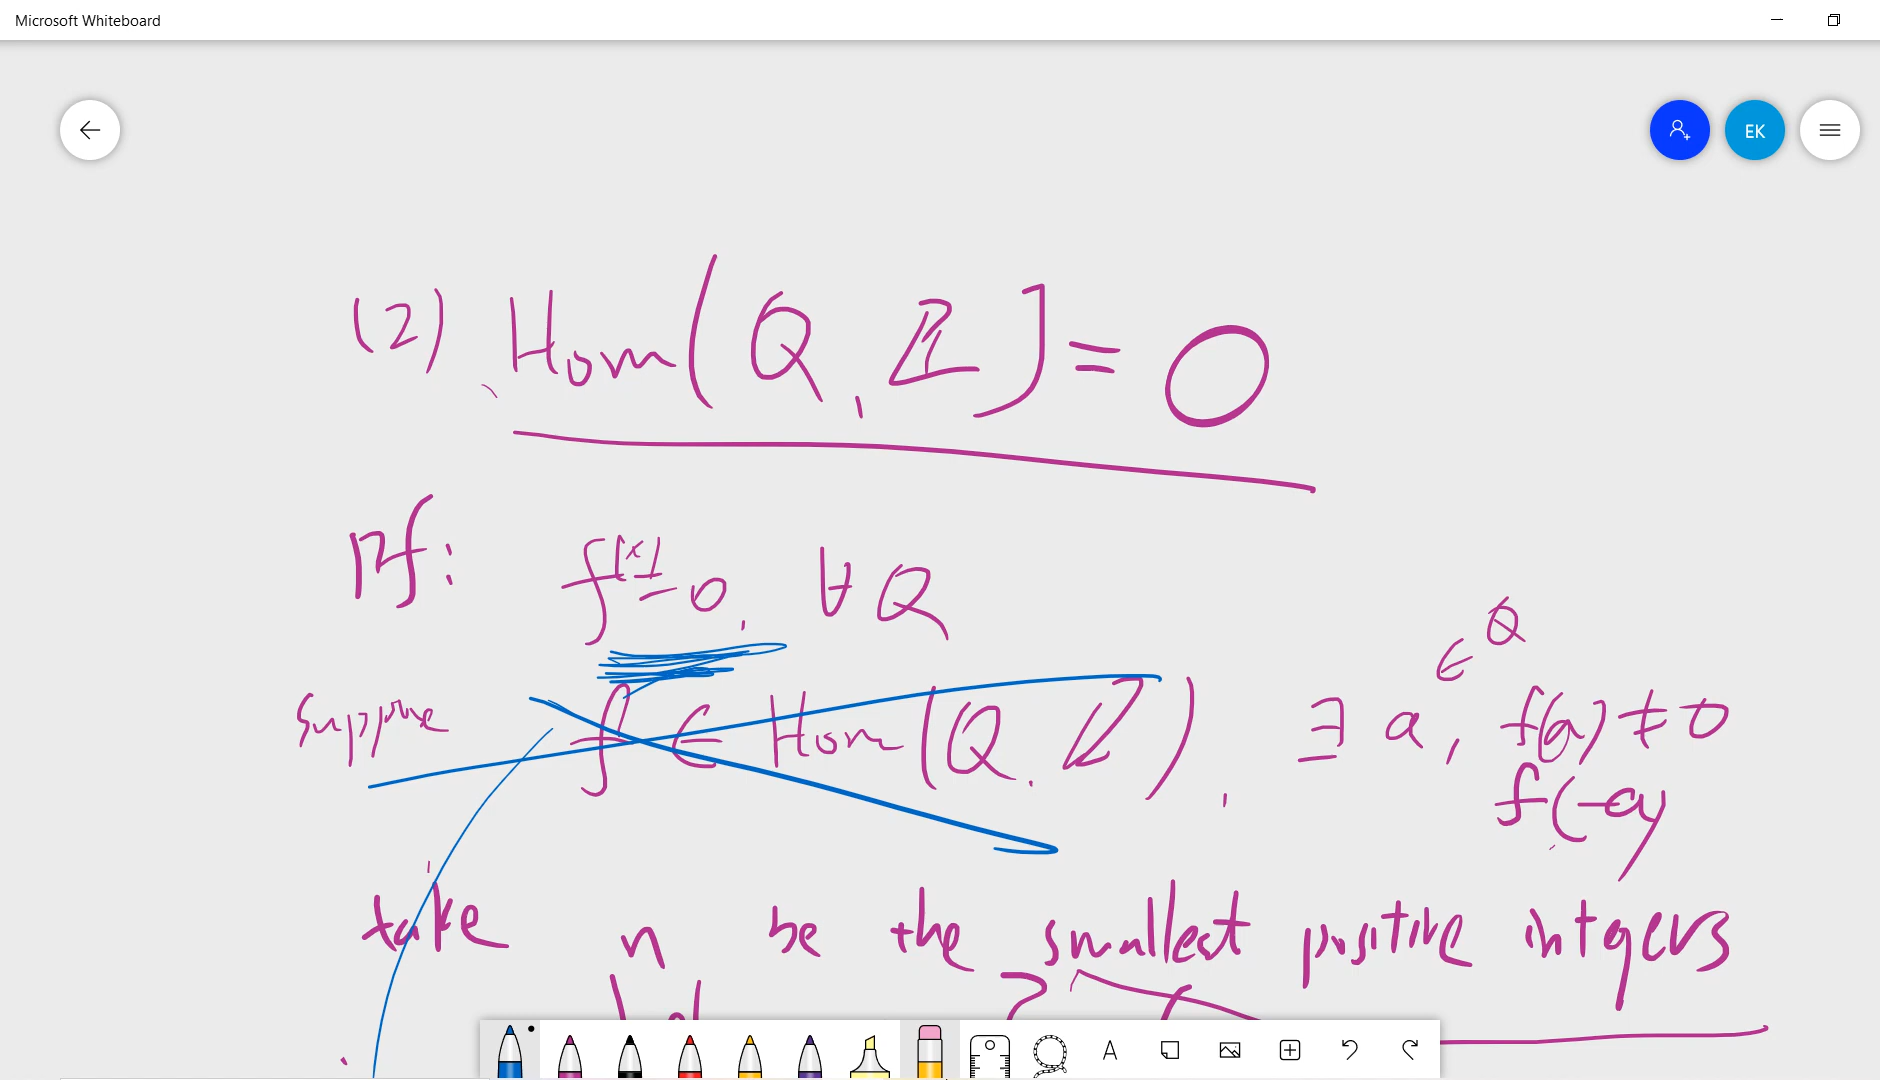 Microsoft Whiteboard
EK
(2) Hom(Q, Z) = 0
Pf: f(x)=0, ∀ Q
∈ Q
Suppose f ∈ Hom(Q, Z), ∃ a, f(a) ≠ 0
f(-a)
take n be the smallest positive integers
A